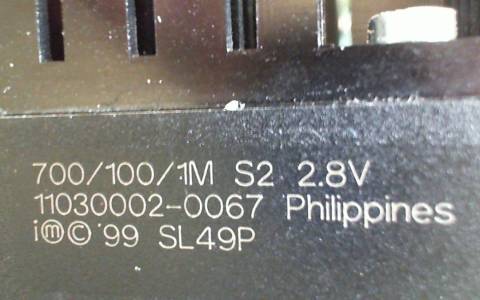 700/100/1M S2 2.8V
11030002-0067 Philippines
i ⓜ © '99 SL49P